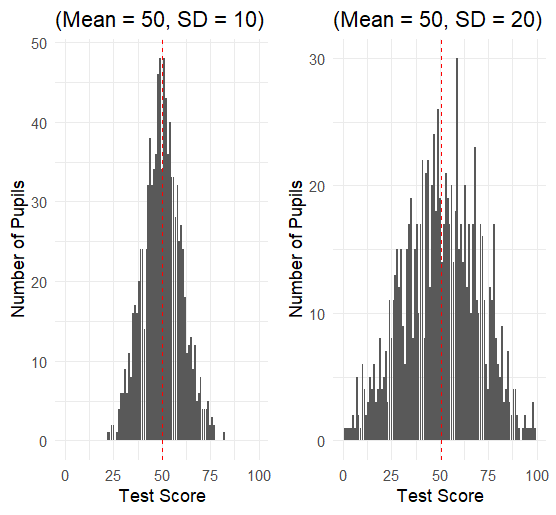 (Mean = 50, SD = 10)
50
40
30
20
10
0
Number of Pupils
0 25 50 75 100
Test Score
(Mean = 50, SD = 20)
30
20
10
0
Number of Pupils
0 25 50 75 100
Test Score